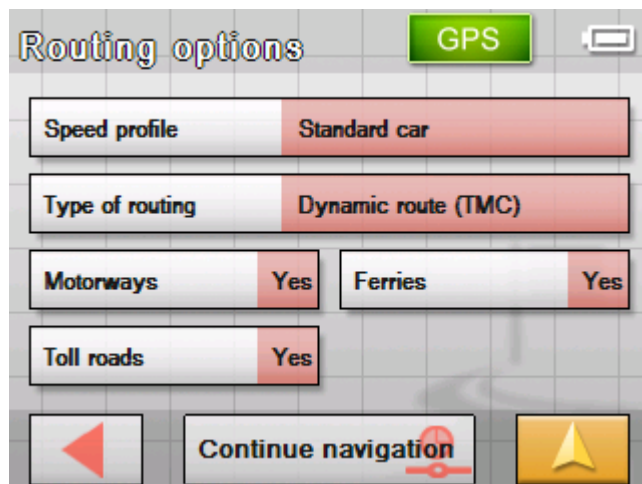 Routing options
GPS
Speed profile Standard car
Type of routing Dynamic route (TMC)
Motorways Yes Ferries Yes
Toll roads Yes
Continue navigation